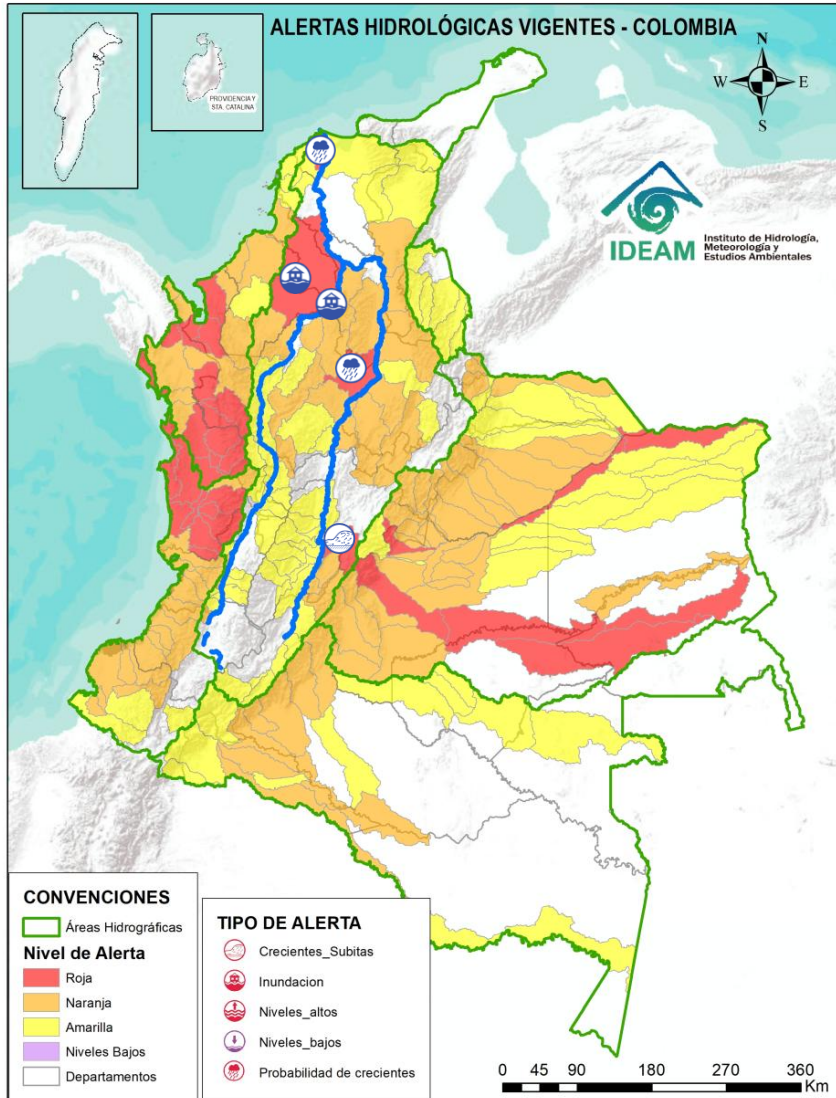 ALERTAS HIDROLÓGICAS VIGENTES - COLOMBIA
PROVIDENCIA Y
STA. CATALINA
N
W
E
S
IDEAM
Instituto de Hidrología,
Meteorología y
Estudios Ambientales
CONVENCIONES
Áreas Hidrográficas
Nivel de Alerta
Roja
Naranja
Amarilla
Niveles Bajos
Departamentos
TIPO DE ALERTA
Crecientes_Subitas
Inundacion
Niveles_altos
Niveles_bajos
Probabilidad de crecientes
0 45 90 180 270 360
Km